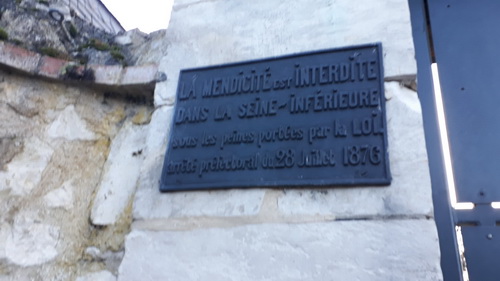 LA MENDICITÉ EST INTERDITE
DANS LA SEINE-INFÉRIEURE
sous les peines portées par la LOI
arrêté préfectoral du 28 Juillet 1876